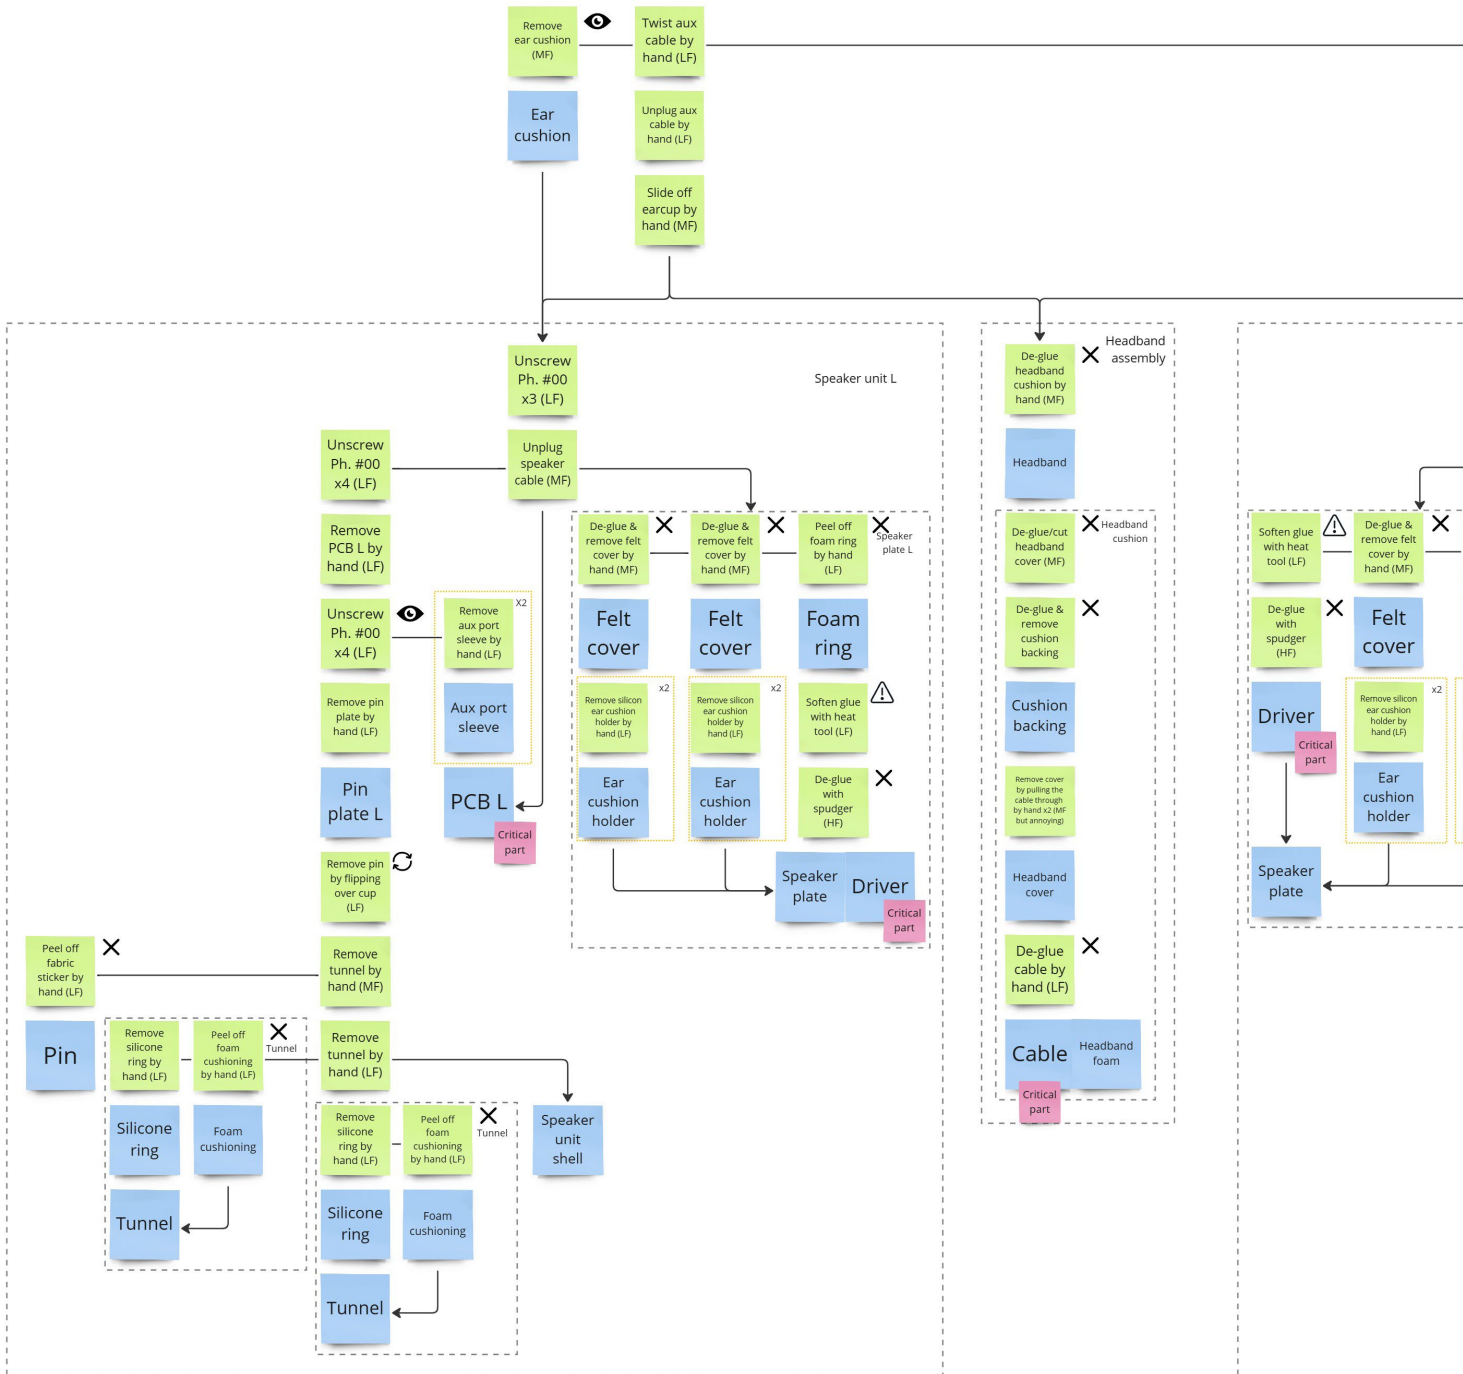 Remove
ear cushion
(MF)
Twist aux
cable by
hand (LF)
Ear
cushion
Unplug aux
cable by
hand (LF)
Slide off
earcup by
hand (MF)
Speaker unit L
Unscrew
Ph. #00
x3 (LF)
Unscrew
Ph. #00
x4 (LF)
Unplug
speaker
cable (MF)
Remove
PCB L by
hand (LF)
Unscrew
Ph. #00
x4 (LF)
X2
Remove
aux port
sleeve by
hand (LF)
Remove pin
plate by
hand (LF)
Aux port
sleeve
Pin
plate L
PCB L
Critical
part
Remove pin
by flipping
over cup
(LF)
Peel off
fabric
sticker by
hand (LF)
Remove
tunnel by
hand (MF)
Pin
Remove
silicone
ring by
hand (LF)
Peel off
foam
cushioning
by hand (LF)
Tunnel
Remove
tunnel by
hand (LF)
Silicone
ring
Foam
cushioning
Tunnel
Remove
silicone
ring by
hand (LF)
Peel off
foam
cushioning
by hand (LF)
Tunnel
Speaker
unit
shell
Silicone
ring
Foam
cushioning
Tunnel
Speaker
plate L
De-glue &
remove felt
cover by
hand (MF)
De-glue &
remove felt
cover by
hand (MF)
Peel off
foam ring
by hand
(LF)
Felt
cover
Felt
cover
Foam
ring
x2
Remove silicon
ear cushion
holder by
hand (LF)
x2
Remove silicon
ear cushion
holder by
hand (LF)
Soften glue
with heat
tool (LF)
Ear
cushion
holder
Ear
cushion
holder
De-glue
with
spudger
(HF)
Speaker
plate
Driver
Critical
part
Headband
assembly
De-glue
headband
cushion by
hand (MF)
Headband
Headband
cushion
De-glue/cut
headband
cover (MF)
De-glue &
remove
cushion
backing
Cushion
backing
Remove cover
by pulling the
cable through
by hand x2 (MF
but annoying)
Headband
cover
De-glue
cable by
hand (LF)
Cable
Headband
foam
Critical
part
Soften glue
with heat
tool (LF)
De-glue &
remove felt
cover by
hand (MF)
De-glue
with
spudger
(HF)
Felt
cover
Driver
Critical
part
x2
Remove silicon
ear cushion
holder by
hand (LF)
Ear
cushion
holder
Speaker
plate